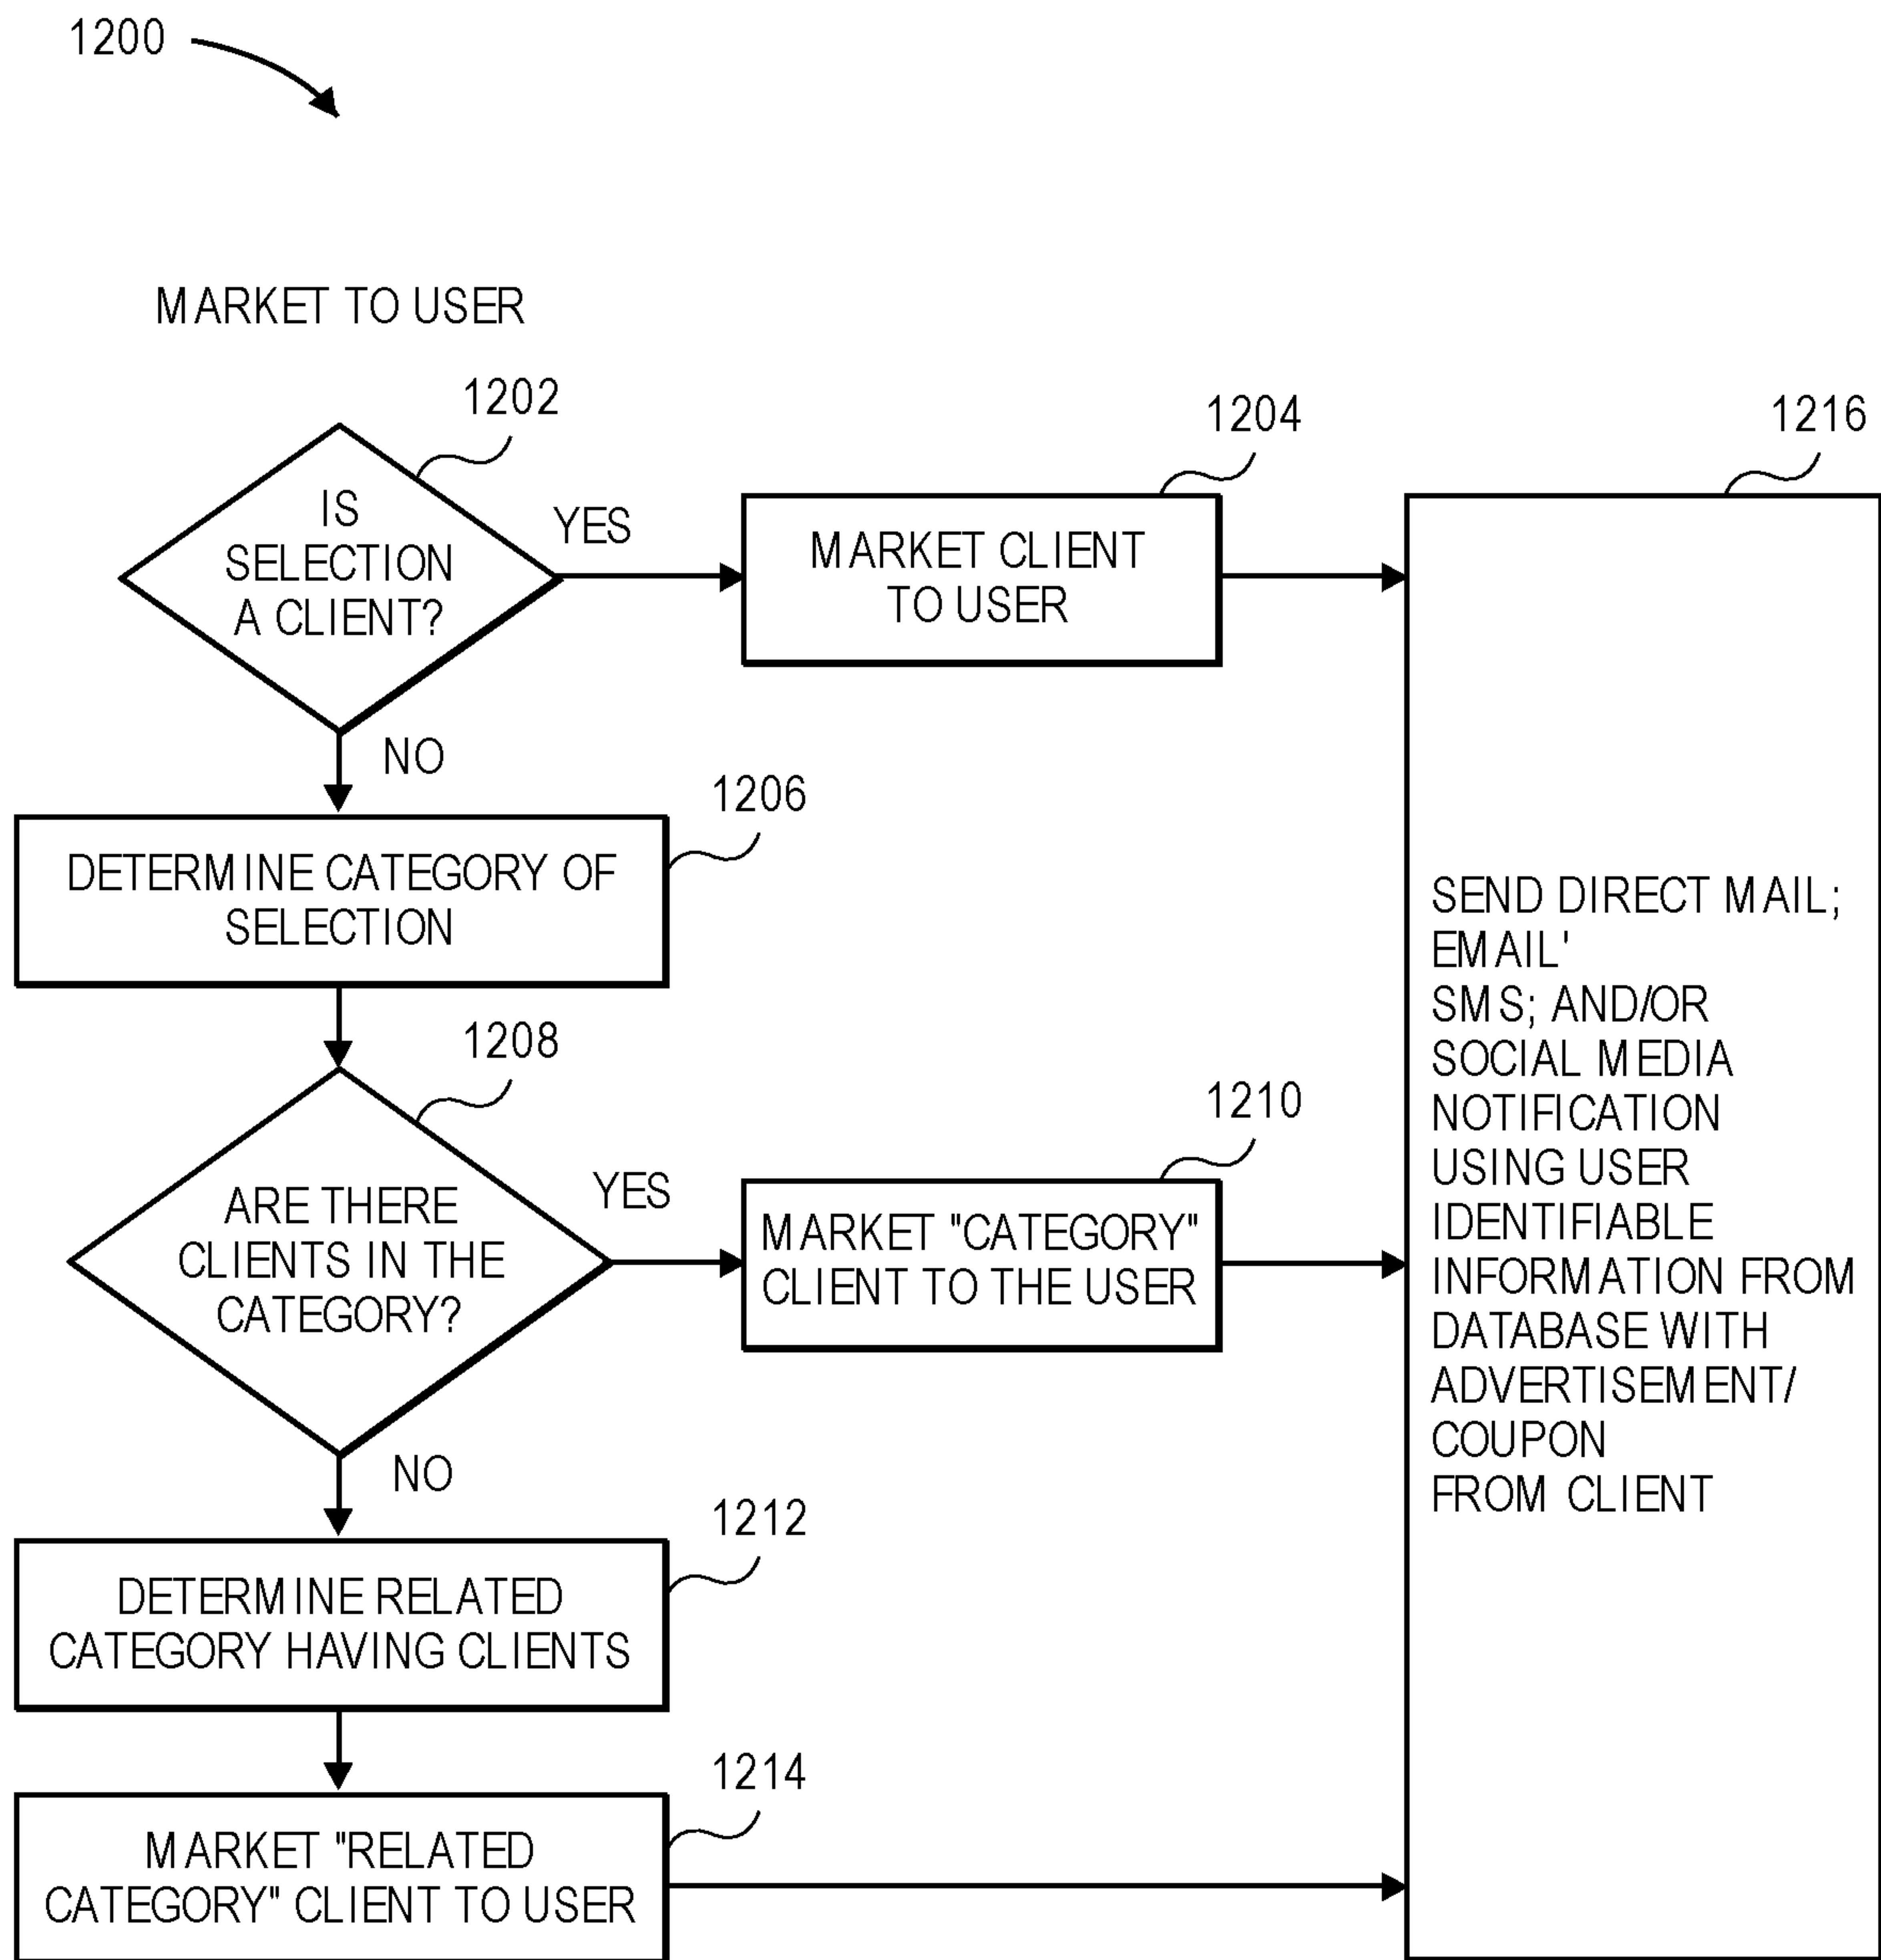 1200
MARKET TO USER
1202
IS
SELECTION
A CLIENT?
YES
NO
1204
MARKET CLIENT
TO USER
1206
DETERMINE CATEGORY OF
SELECTION
1208
ARE THERE
CLIENTS IN THE
CATEGORY?
YES
NO
1210
MARKET "CATEGORY"
CLIENT TO THE USER
1212
DETERMINE RELATED
CATEGORY HAVING CLIENTS
1214
MARKET "RELATED
CATEGORY" CLIENT TO USER
1216
SEND DIRECT MAIL;
EMAIL'
SMS; AND/OR
SOCIAL MEDIA
NOTIFICATION
USING USER
IDENTIFIABLE
INFORMATION FROM
DATABASE WITH
ADVERTISEMENT/
COUPON
FROM CLIENT